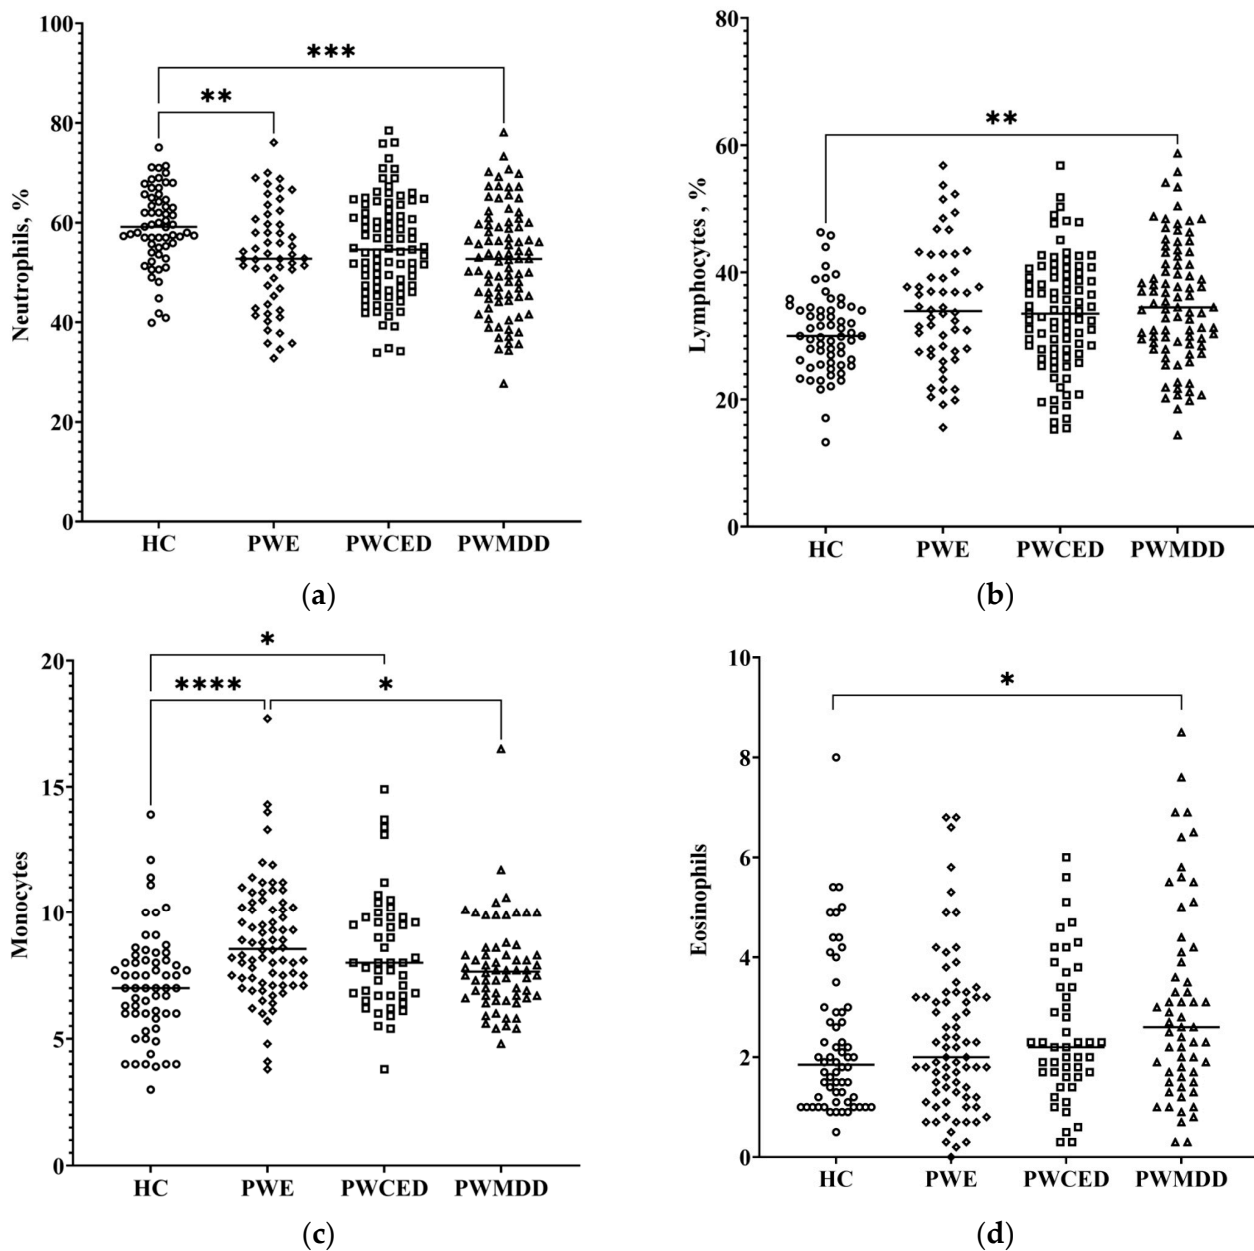 100
80
60
40
20
0
Neutrophils, %
***
**
HC PWE PWCED PWMDD
(a)
80
60
40
20
0
Lymphocytes , %
**
HC PWE PWCED PWMDD
(b)
20
15
10
5
0
Monocytes
*
**** *
HC PWE PWCED PWMDD
(c)
10
8
6
4
2
0
Eosinophils
*
HC PWE PWCED PWMDD
(d)